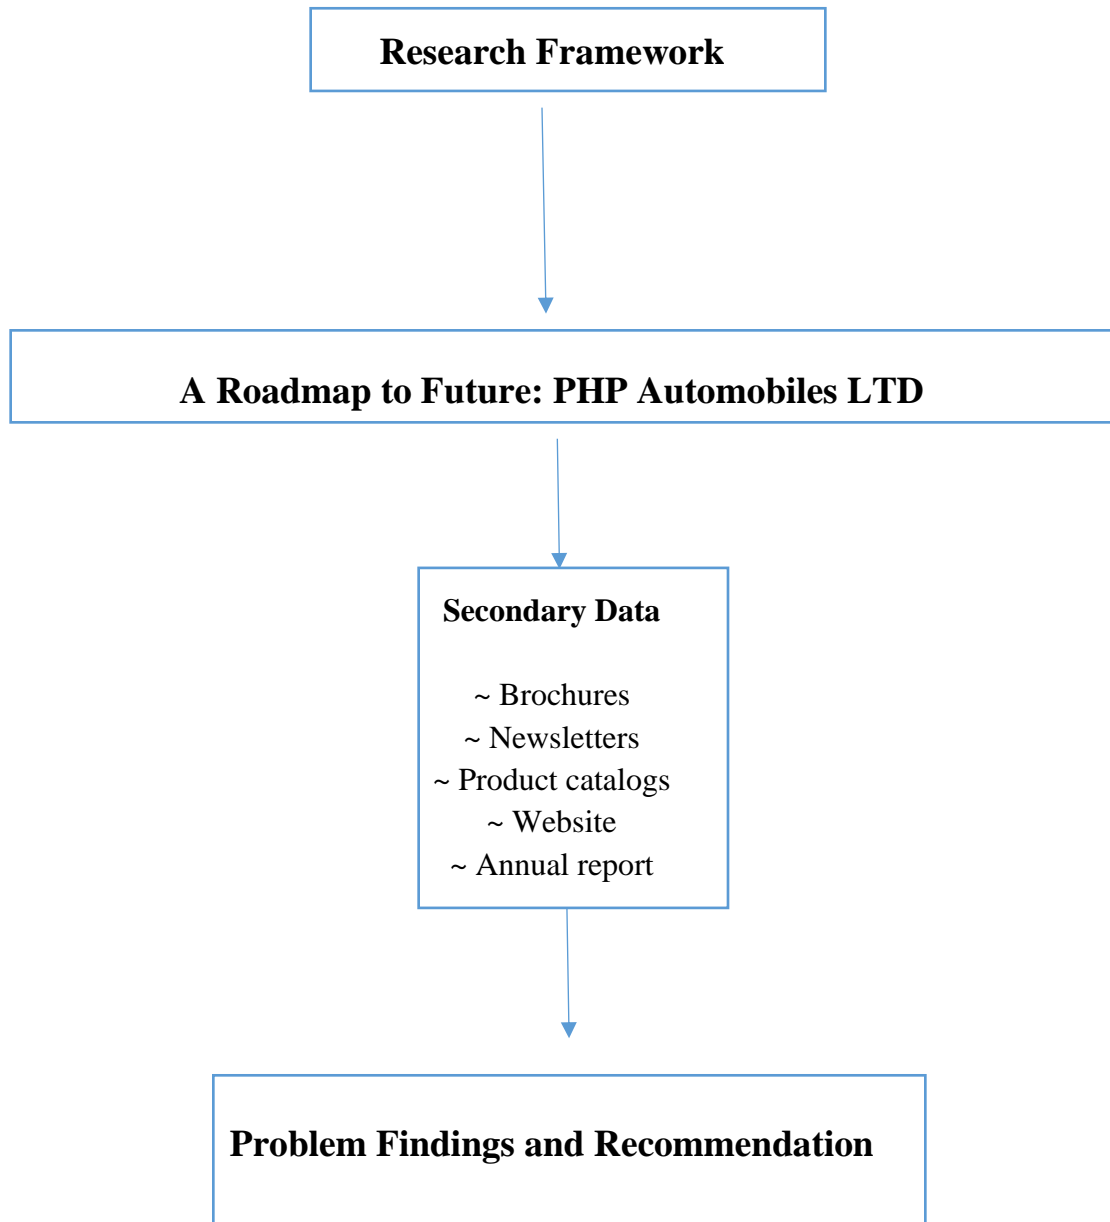 Research Framework
A Roadmap to Future: PHP Automobiles LTD
Secondary Data
~ Brochures
~ Newsletters
~ Product catalogs
~ Website
~ Annual report
Problem Findings and Recommendation